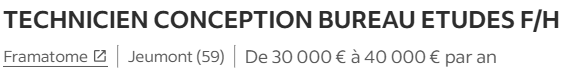 TECHNICIEN CONCEPTION BUREAU ETUDES F/H
Framatome | Jeumont (59) | De 30 000 € à 40 000 € par an